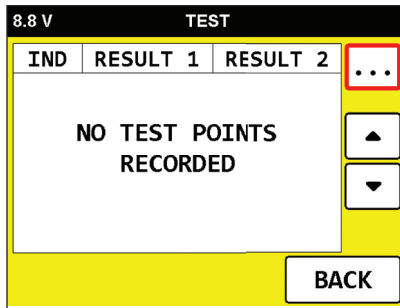 8.8 V TEST
IND RESULT 1 RESULT 2 ...
NO TEST POINTS
RECORDED
BACK